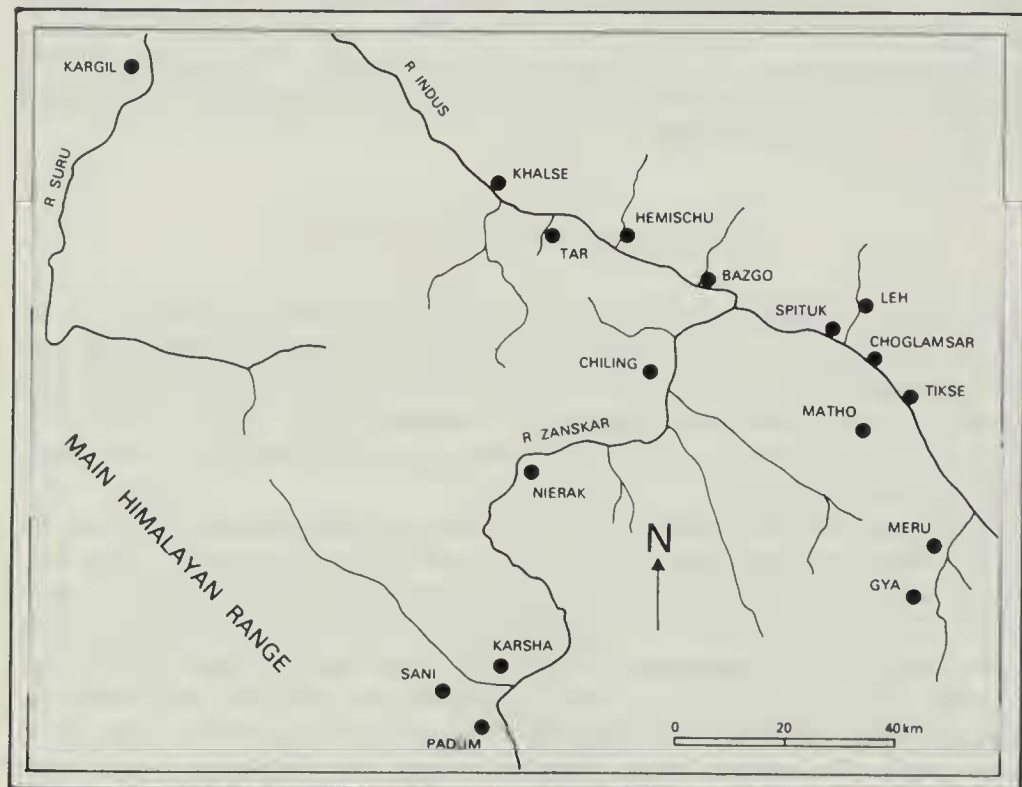 KARGIL
R INDUS
R SURU
KHALSE
HEMISCHU
TAR
BAZGO
SPITUK
LEH
CHOGLAMSAR
CHILING
TIKSE
MATHO
R ZANSKAR
NIERAK
MAIN HIMALAYAN RANGE
N
MERU
GYA
KARSHA
SANI
PADUM
0 20 40 km